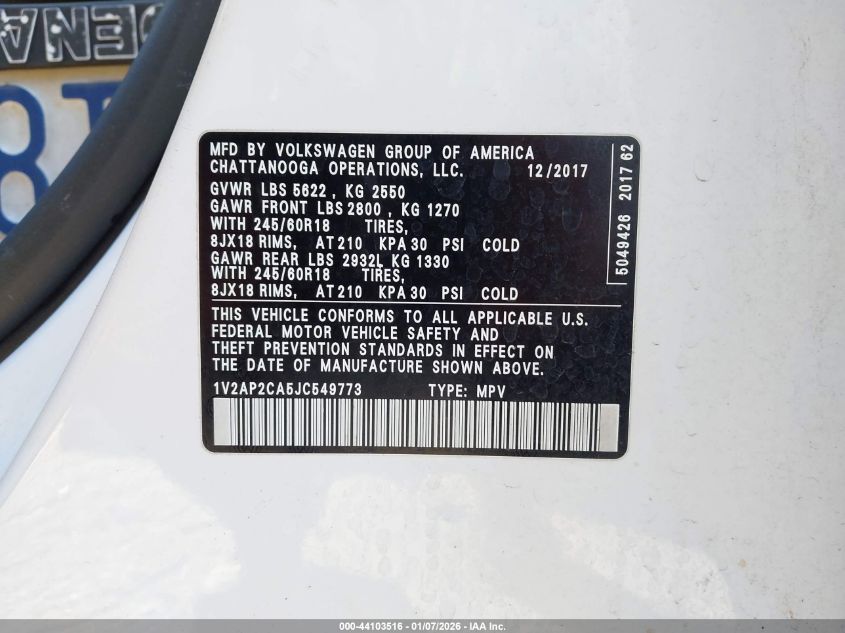 MFD BY VOLKSWAGEN GROUP OF AMERICA
CHATTANOOGA OPERATIONS, LLC. 12/2017
GVWR LBS 5622, KG 2550
GAWR FRONT LBS 2800, KG 1270
WITH 245/60R18 TIRES,
8JX18 RIMS, AT 210 KPA 30 PSI COLD
GAWR REAR LBS 2932L KG 1330
WITH 245/60R18 TIRES,
8JX18 RIMS, AT 210 KPA 30 PSI COLD
THIS VEHICLE CONFORMS TO ALL APPLICABLE U.S.
FEDERAL MOTOR VEHICLE SAFETY AND
THEFT PREVENTION STANDARDS IN EFFECT ON
THE DATE OF MANUFACTURE SHOWN ABOVE.
1V2AP2CA5JC549773 TYPE: MPV
5049426 2017 62
000-44103516 - 01/07/2026 - IAA Inc.